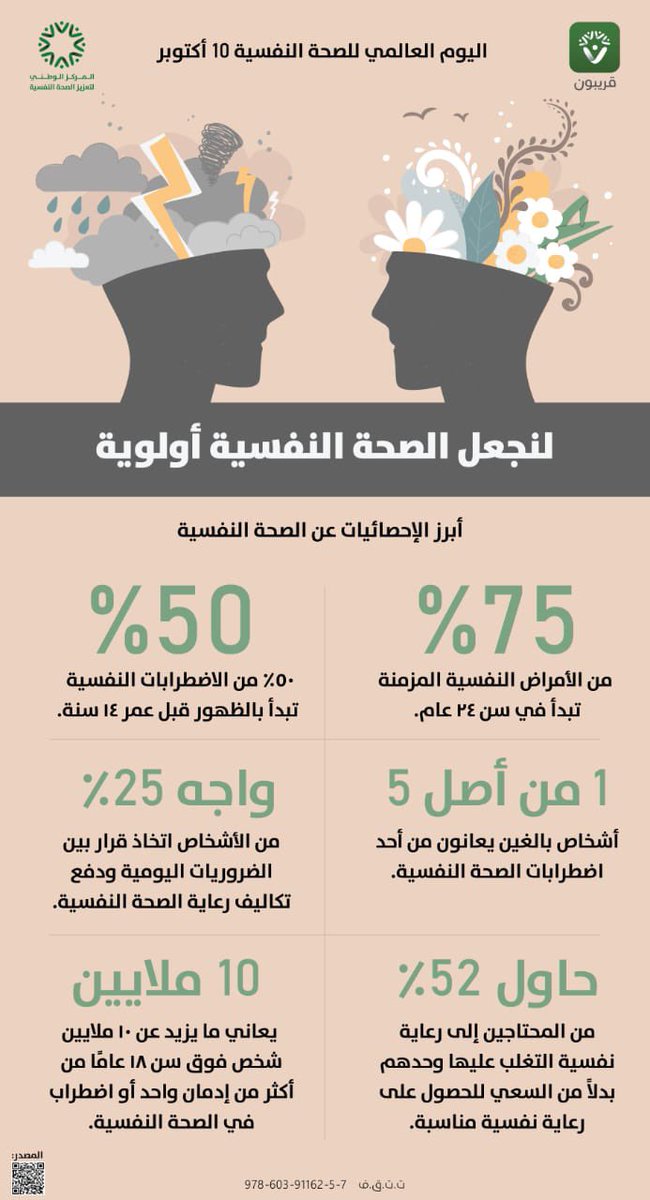 اليوم العالمي للصحة النفسية 10 أكتوبر
قريبون
المركز الوطني
لتعزيز الصحة النفسية
لنجعل الصحة النفسية أولوية
أبرز الإحصائيات عن الصحة النفسية
%75
من الأمراض النفسية المزمنة
تبدأ في سن ٢٤ عام.
%50
٥٠٪ من الاضطرابات النفسية
تبدأ بالظهور قبل عمر ١٤ سنة.
1 من أصل 5
أشخاص بالغين يعانون من أحد
اضطرابات الصحة النفسية.
واجه 25٪
من الأشخاص اتخاذ قرار بين
الضروريات اليومية ودفع
تكاليف رعاية الصحة النفسية.
حاول 52٪
من المحتاجين إلى رعاية
نفسية التغلب عليها وحدهم
بدلاً من السعي للحصول على
رعاية نفسية مناسبة.
10 ملايين
يعاني ما يزيد عن ١٠ ملايين
شخص فوق سن ١٨ عامًا من
أكثر من إدمان واحد أو اضطراب
في الصحة النفسية.
المصدر:
ت.ت.ق.ف 978-603-91162-5-7